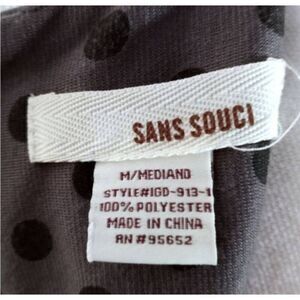 SANS SOUCI
M/MEDIANO
STYLE#IGD-913-1
100% POLYESTER
MADE IN CHINA
RN #95652